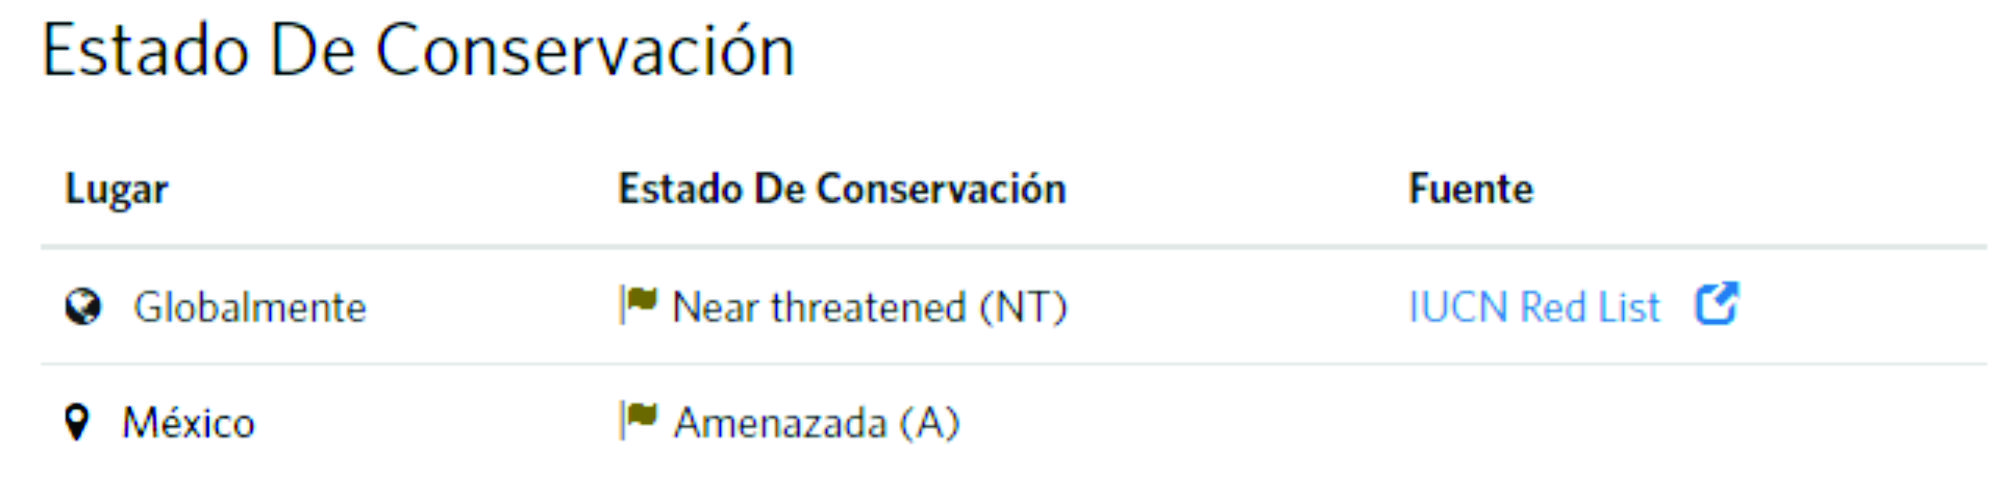 Estado De Conservación
Lugar Estado De Conservación Fuente
Globalmente Near threatened (NT) IUCN Red List
México Amenazada (A)